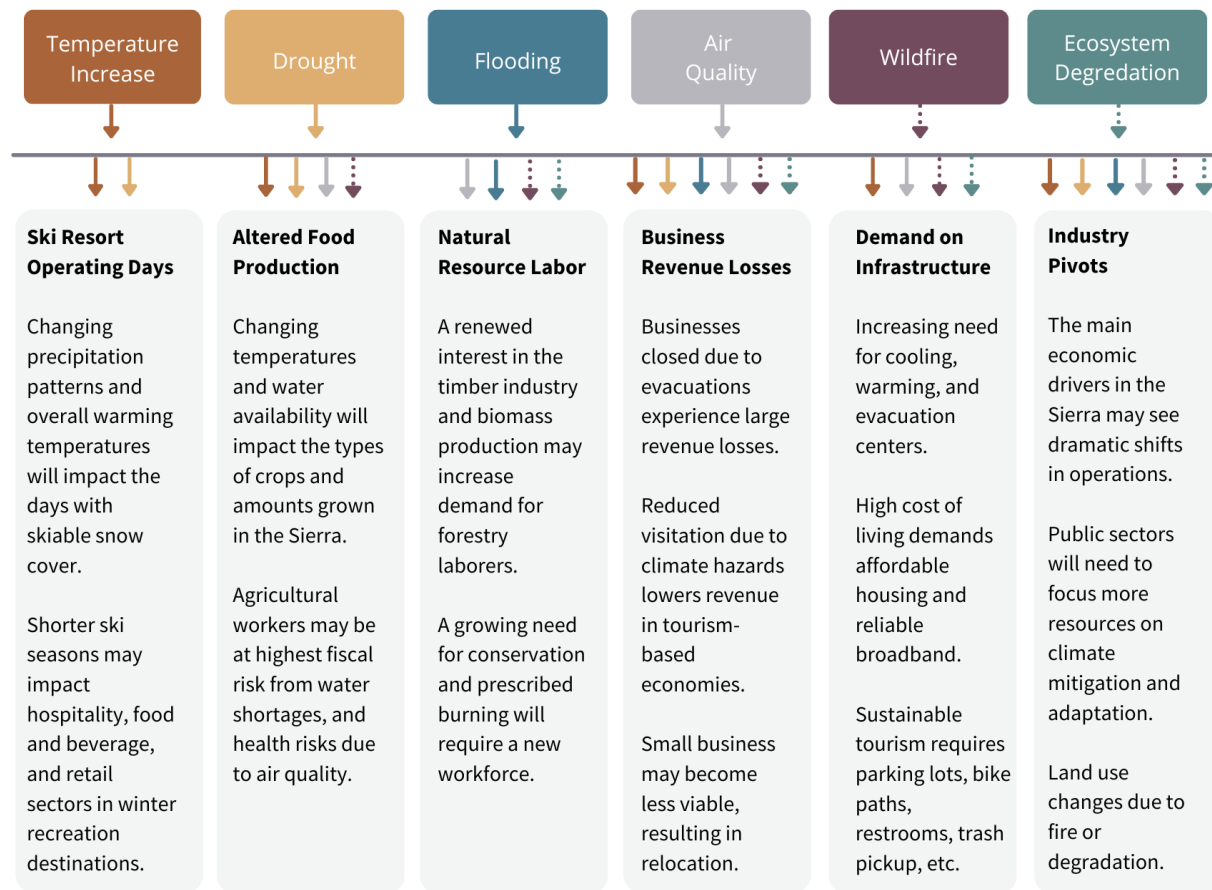 Temperature
Increase
Drought
Flooding
Air
Quality
Wildfire
Ecosystem
Degredation
Ski Resort
Operating Days
Changing
precipitation
patterns and
overall warming
temperatures
will impact the
days with
skiable snow
cover.
Shorter ski
seasons may
impact
hospitality, food
and beverage,
and retail
sectors in winter
recreation
destinations.
Altered Food
Production
Changing
temperatures
and water
availability will
impact the types
of crops and
amounts grown
in the Sierra.
Agricultural
workers may be
at highest fiscal
risk from water
shortages, and
health risks due
to air quality.
Natural
Resource Labor
A renewed
interest in the
timber industry
and biomass
production may
increase
demand for
forestry
laborers.
A growing need
for conservation
and prescribed
burning will
require a new
workforce.
Business
Revenue Losses
Businesses
closed due to
evacuations
experience large
revenue losses.
Reduced
visitation due to
climate hazards
lowers revenue
in tourism-
based
economies.
Small business
may become
less viable,
resulting in
relocation.
Demand on
Infrastructure
Increasing need
for cooling,
warming, and
evacuation
centers.
High cost of
living demands
affordable
housing and
reliable
broadband.
Sustainable
tourism requires
parking lots, bike
paths,
restrooms, trash
pickup, etc.
Industry
Pivots
The main
economic
drivers in the
Sierra may see
dramatic shifts
in operations.
Public sectors
will need to
focus more
resources on
climate
mitigation and
adaptation.
Land use
changes due to
fire or
degradation.